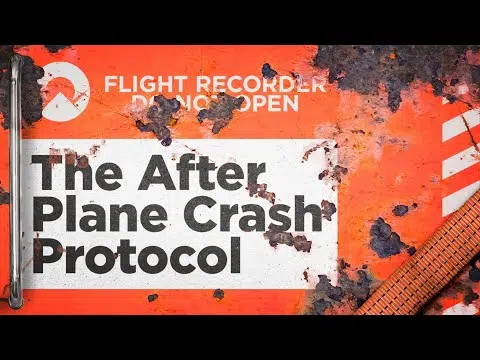 FLIGHT RECORDER
DO NOT OPEN
The After
Plane Crash
Protocol